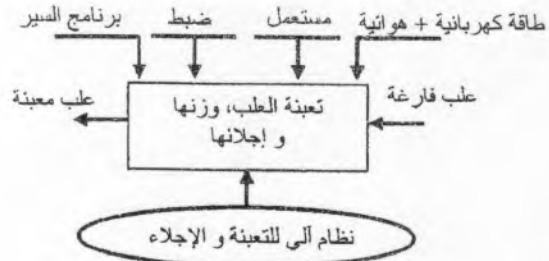 طاقة كهربائية + هوائية
مستعمل
ضبط
برنامج السير
علب فارغة
تعبئة العلب، وزنها
و إجلائها
علب معبئة
نظام آلي للتعبئة و الإجلاء